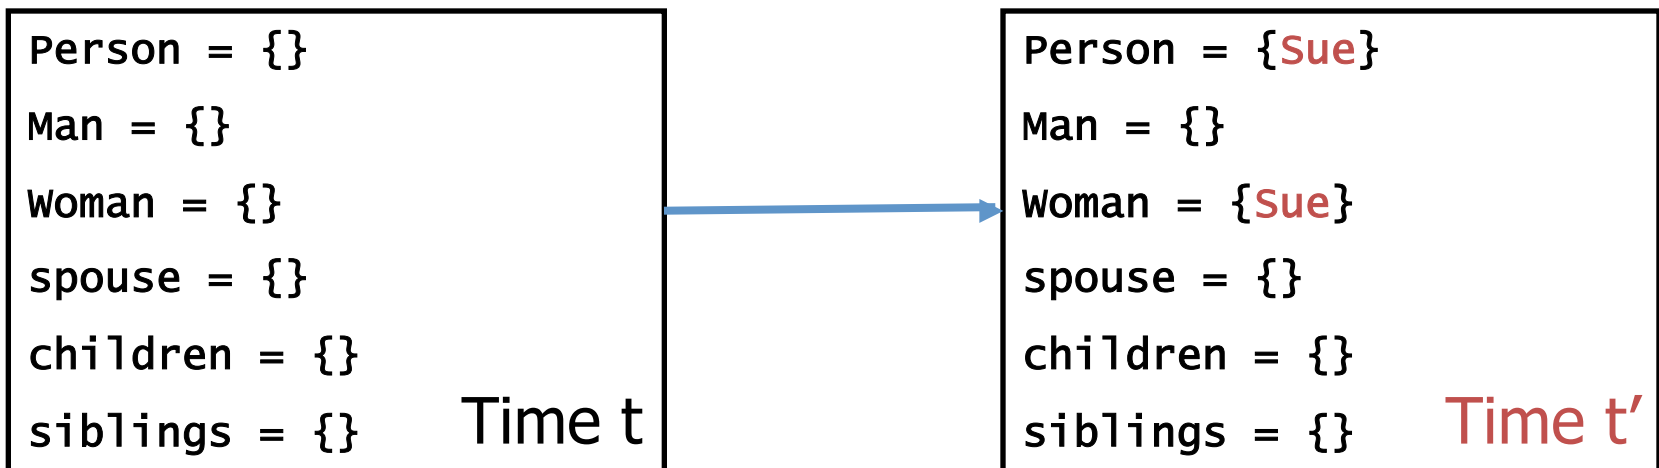 Person = {}
Man = {}
Woman = {}
spouse = {}
children = {}
siblings = {}
Time t
Person = {Sue}
Man = {}
Woman = {Sue}
spouse = {}
children = {}
siblings = {}
Time t’